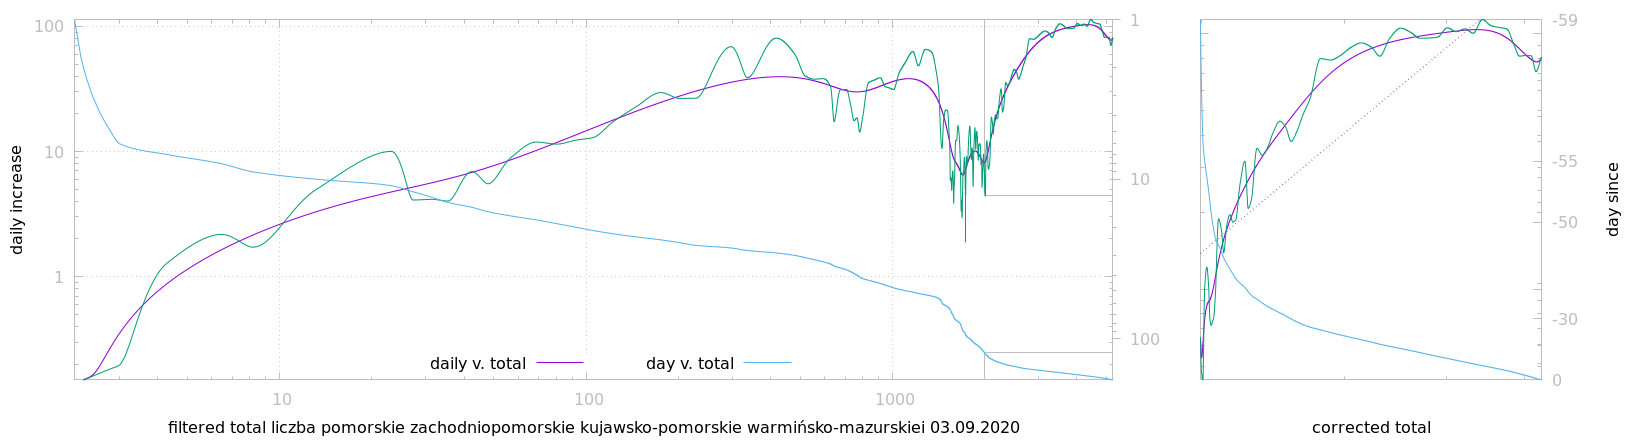 100
10
1
daily increase
1
10
100
-59
-55
-50
-30
0
day since
daily v. total
day v. total
10
100
1000
filtered total liczba pomorskie zachodniopomorskie kujawsko-pomorskie warmińsko-mazurskiei 03.09.2020
corrected total